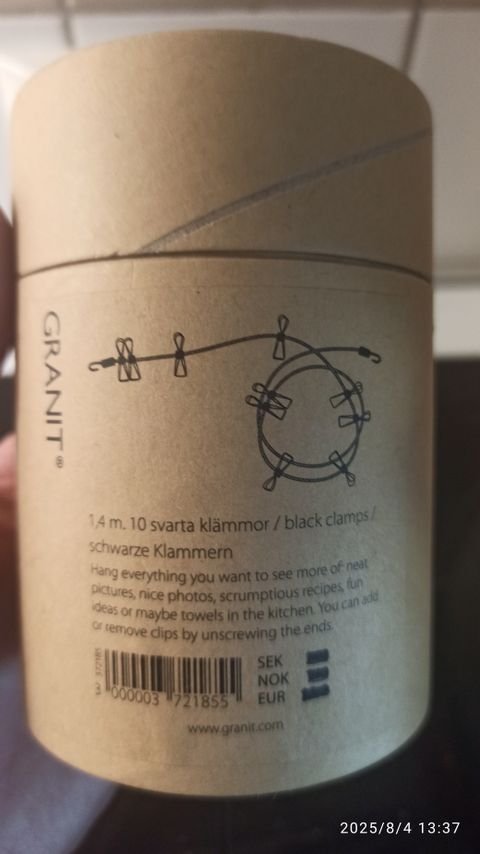 GRANIT®
1,4 m. 10 svarta klämmor / black clamps /
schwarze Klammern
Hang everything you want to see more of: neat
pictures, nice photos, scrumptious recipes, fun
ideas or maybe towels in the kitchen. You can add
or remove clips by unscrewing the ends.
000003 721855
SEK
NOK
EUR
www.granit.com
2025/8/4 13:37